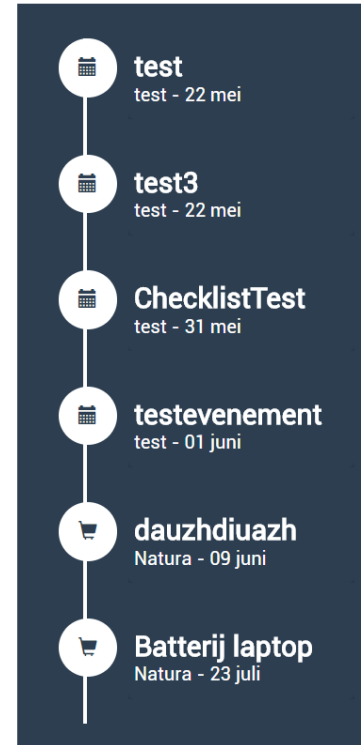 test
test - 22 mei
test3
test - 22 mei
ChecklistTest
test - 31 mei
testevenement
test - 01 juni
dauzhdiuazh
Natura - 09 juni
Batterij laptop
Natura - 23 juli